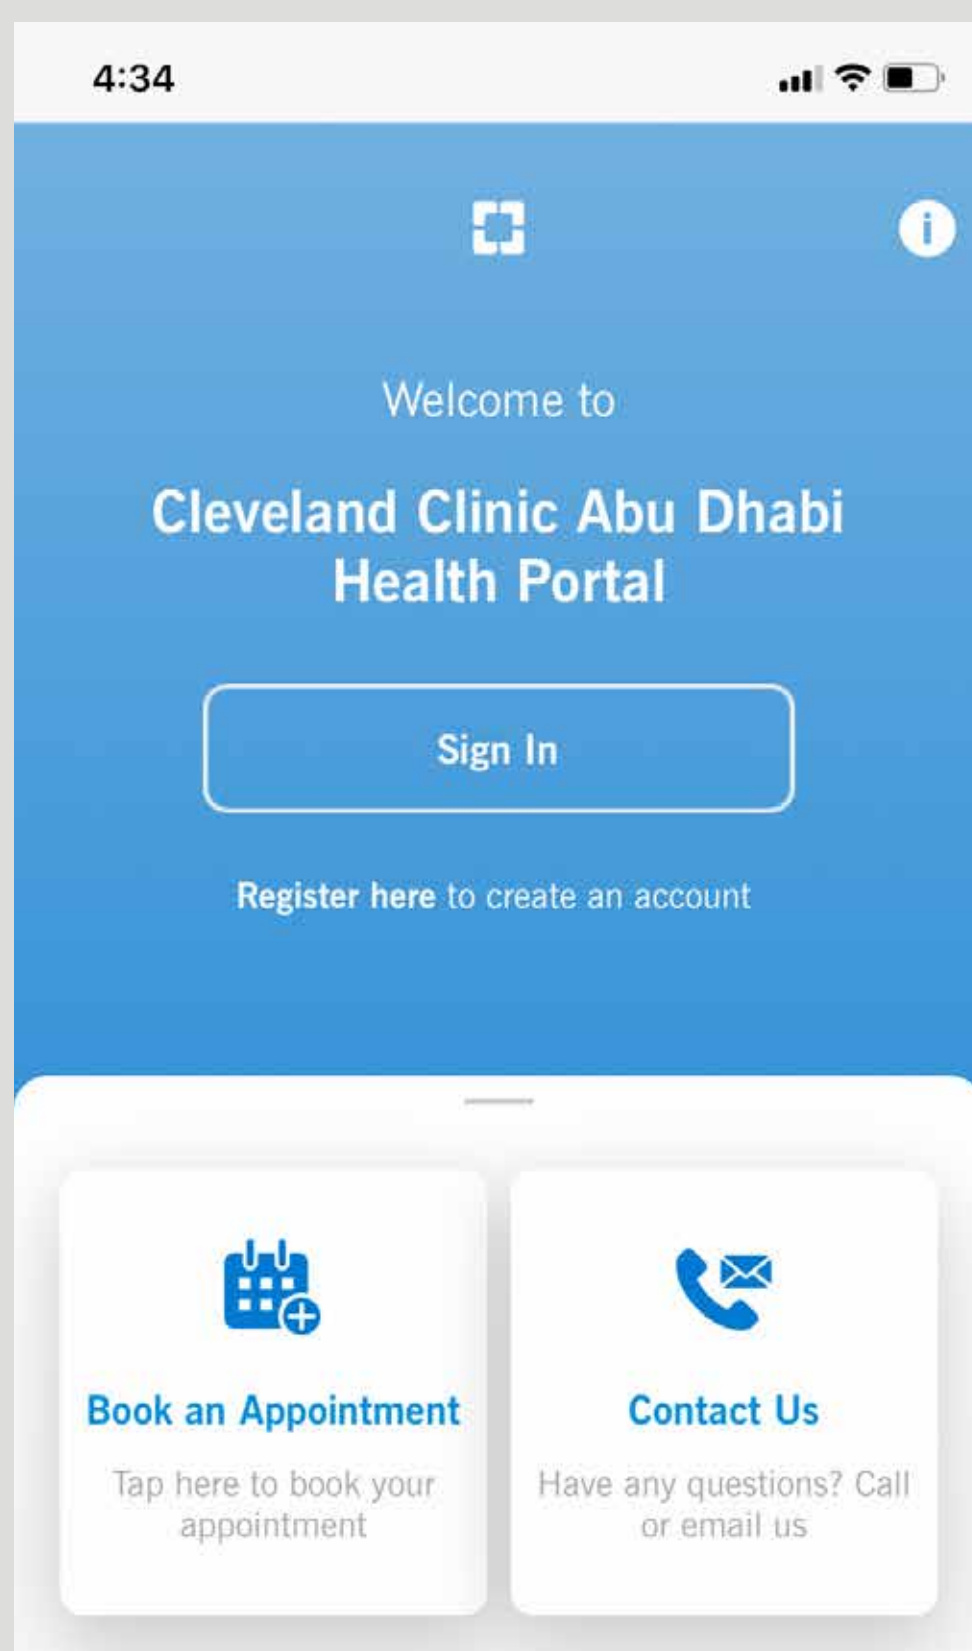 4:34
i
Welcome to
Cleveland Clinic Abu Dhabi
Health Portal
Sign In
Register here to create an account
Book an Appointment
Tap here to book your
appointment
Contact Us
Have any questions? Call
or email us